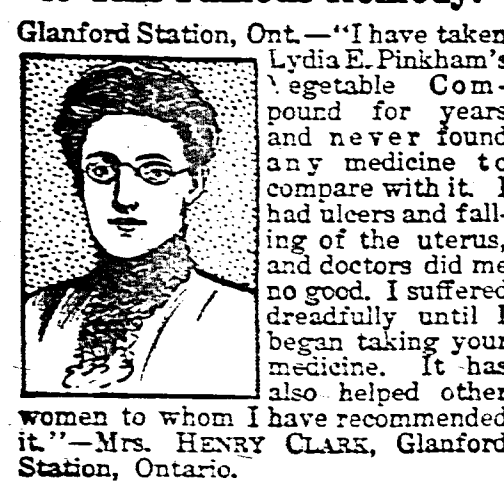 Glanford Station, Ont.—"I have taken
Lydia E. Pinkham's
Vegetable Com-
pound for years
and never found
any medicine to
compare with it. I
had ulcers and fall-
ing of the uterus,
and doctors did me
no good. I suffered
dreadfully until I
began taking your
medicine. It has
also helped other
women to whom I have recommended
it."—Mrs. HENRY CLARK, Glanford
Station, Ontario.